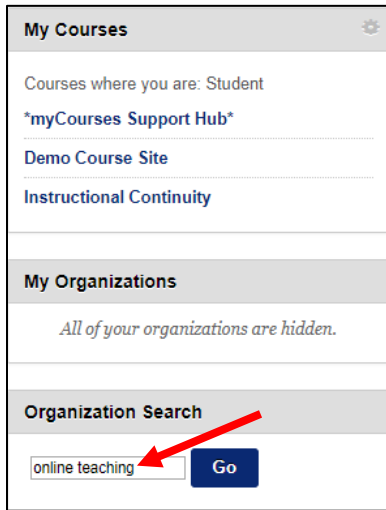 My Courses
Courses where you are: Student
*myCourses Support Hub*
Demo Course Site
Instructional Continuity
My Organizations
All of your organizations are hidden.
Organization Search
online teaching Go